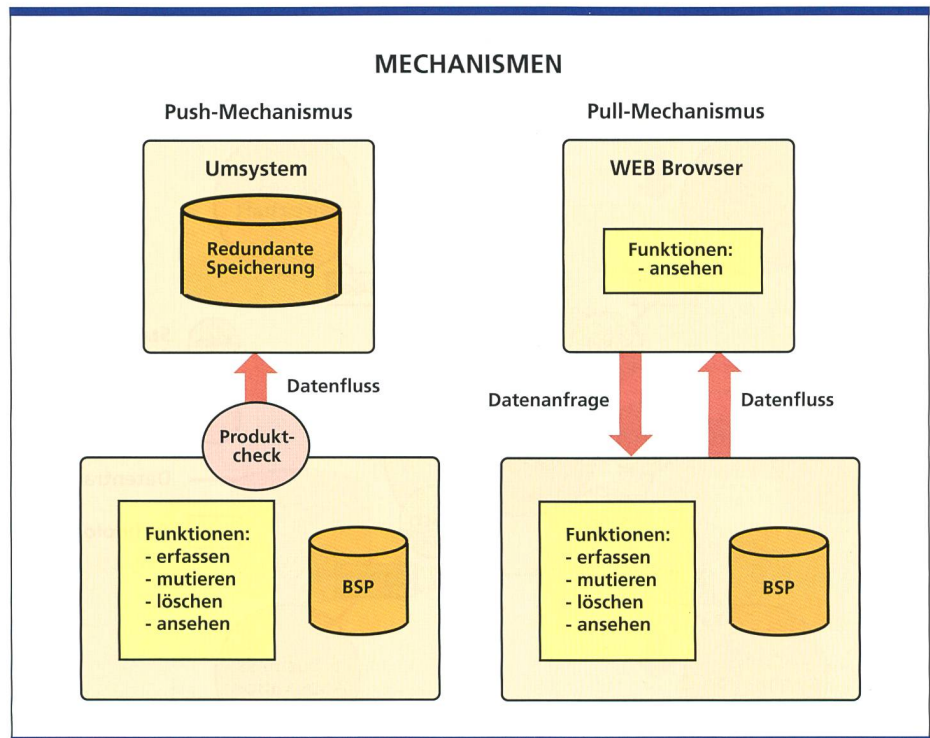 MECHANISMEN
Push-Mechanismus
Umsystem
Redundante
Speicherung
Datenfluss
Produkt-
check
Funktionen:
- erfassen
- mutieren
- löschen
- ansehen
BSP
Pull-Mechanismus
WEB Browser
Funktionen:
- ansehen
Datenanfrage
Datenfluss
Funktionen:
- erfassen
- mutieren
- löschen
- ansehen
BSP